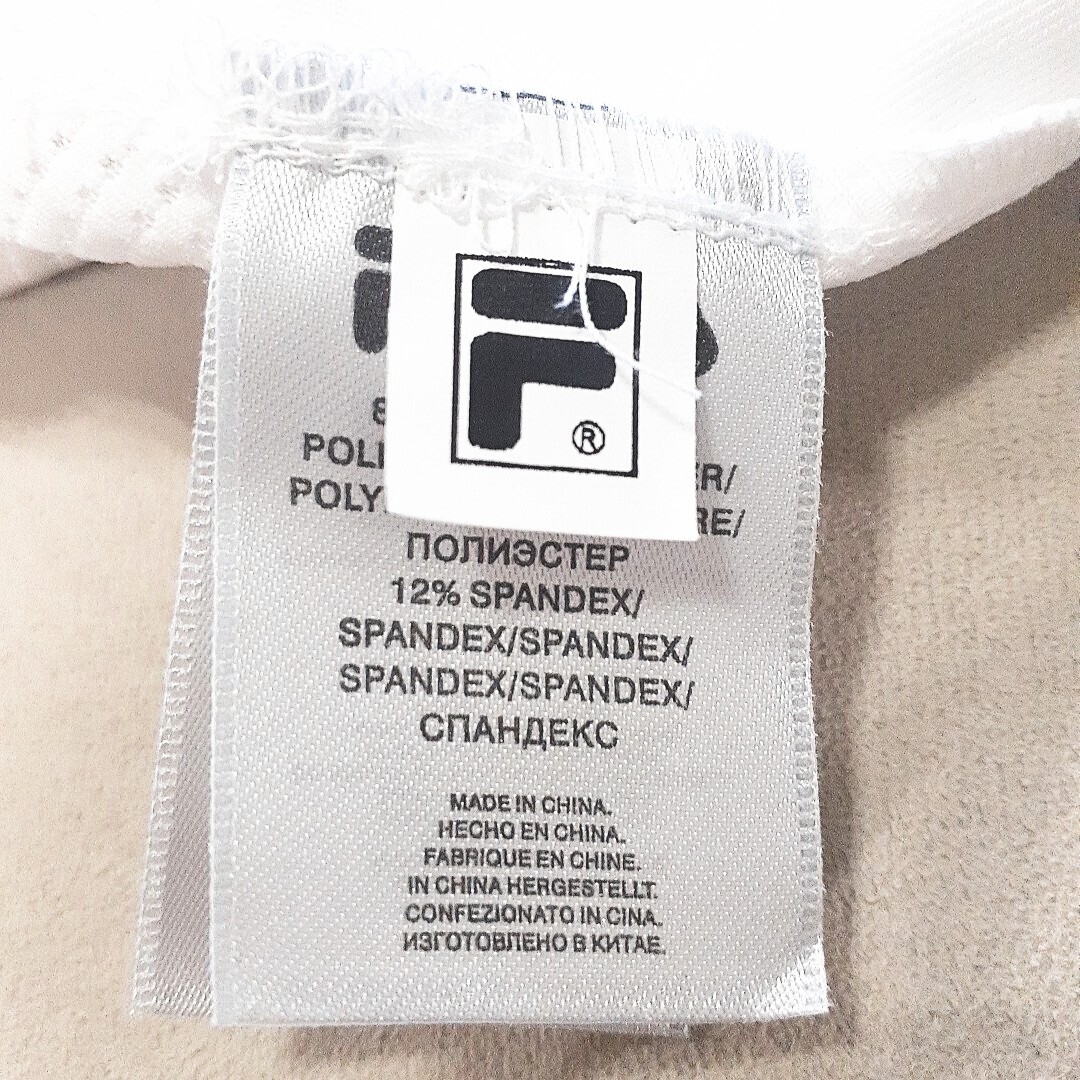 F
®
ПОЛИЭСТЕР
12% SPANDEX/
SPANDEX/SPANDEX/
SPANDEX/SPANDEX/
СПАНДЕКС
MADE IN CHINA.
HECHO EN CHINA.
FABRIQUE EN CHINE.
IN CHINA HERGESTELLT.
CONFEZIONATO IN CINA.
ИЗГОТОВЛЕНО В КИТАЕ.